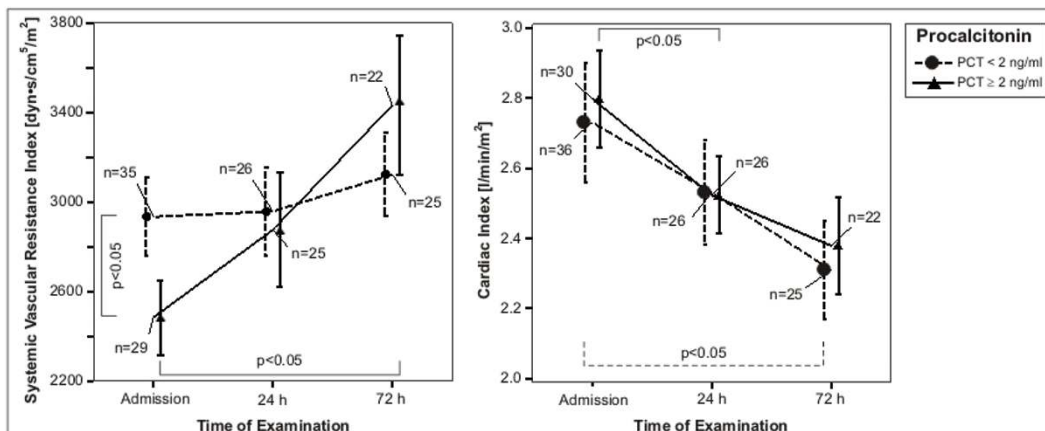 3800
3400
3000
2600
2200
Systemic Vascular Resistance Index [dyn•s/cm⁵/m²]
n=35
n=26
n=22
n=25
n=25
n=29
p<0.05
p<0.05
Admission
24 h
72 h
Time of Examination
3.0
2.8
2.6
2.4
2.2
2.0
Cardiac Index [l/min/m²]
p<0.05
n=30
n=36
n=26
n=26
n=22
n=25
p<0.05
Admission
24 h
72 h
Time of Examination
Procalcitonin
PCT < 2 ng/ml
PCT ≥ 2 ng/ml